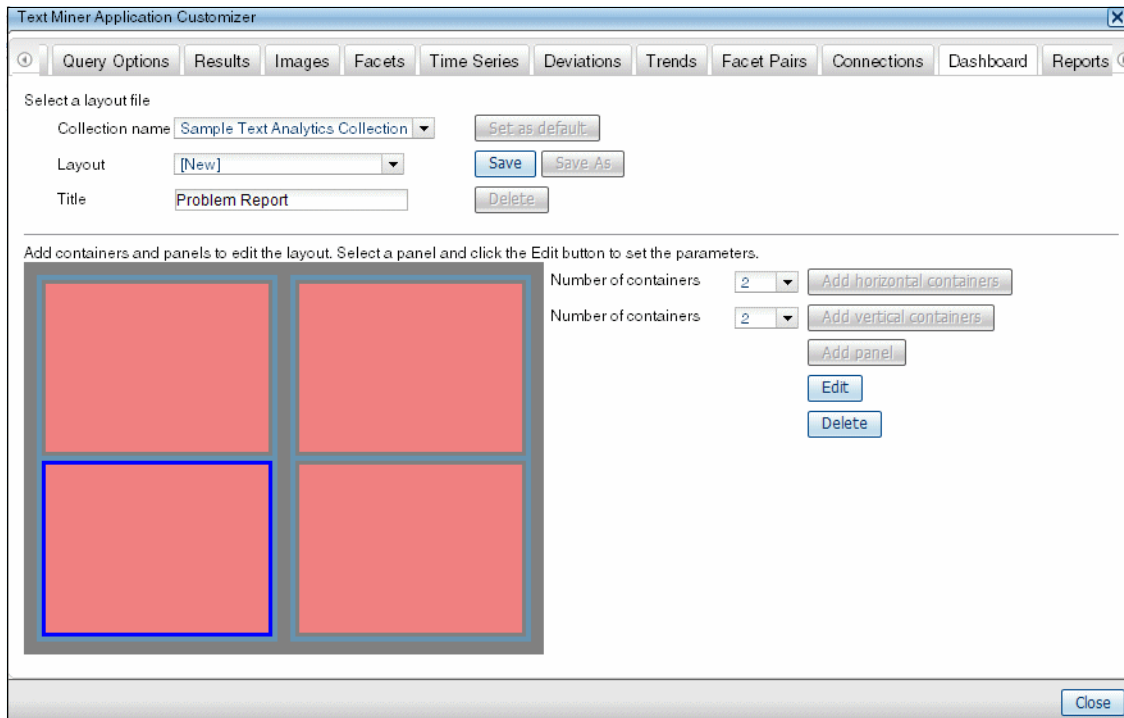 Text Miner Application Customizer
Query Options Results Images Facets Time Series Deviations Trends Facet Pairs Connections Dashboard Reports
Select a layout file
Collection name Sample Text Analytics Collection Set as default
Layout [New] Save Save As
Title Problem Report Delete
Add containers and panels to edit the layout. Select a panel and click the Edit button to set the parameters.
Number of containers 2 Add horizontal containers
Number of containers 2 Add vertical containers
Add panel
Edit
Delete
Close